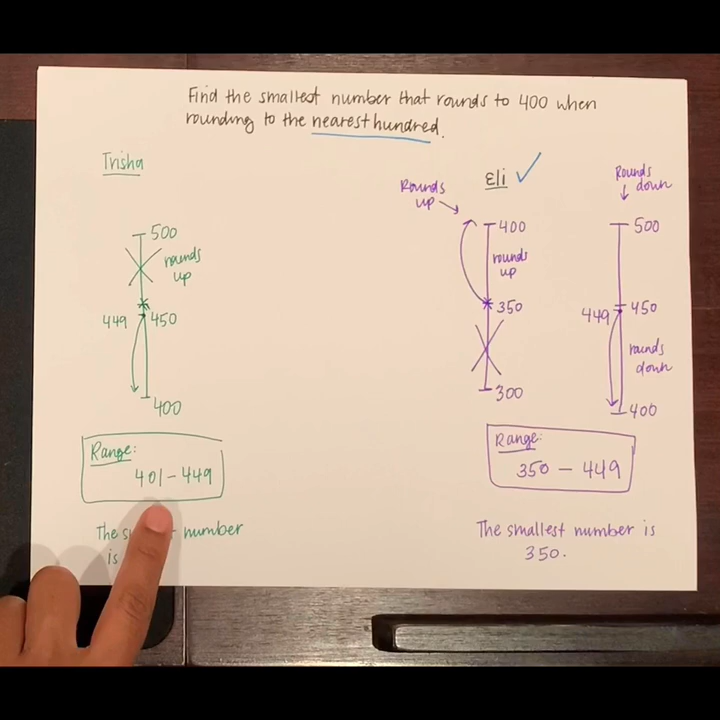 Find the smallest number that rounds to 400 when
rounding to the nearest hundred.
Trisha
500
rounds
up
449 450
400
Range:
401-449
The number
is
Eli
Rounds
up
400
rounds
up
350
300
Rounds
down
500
449 450
rounds
down
400
Range:
350 - 449
The smallest number is
350.